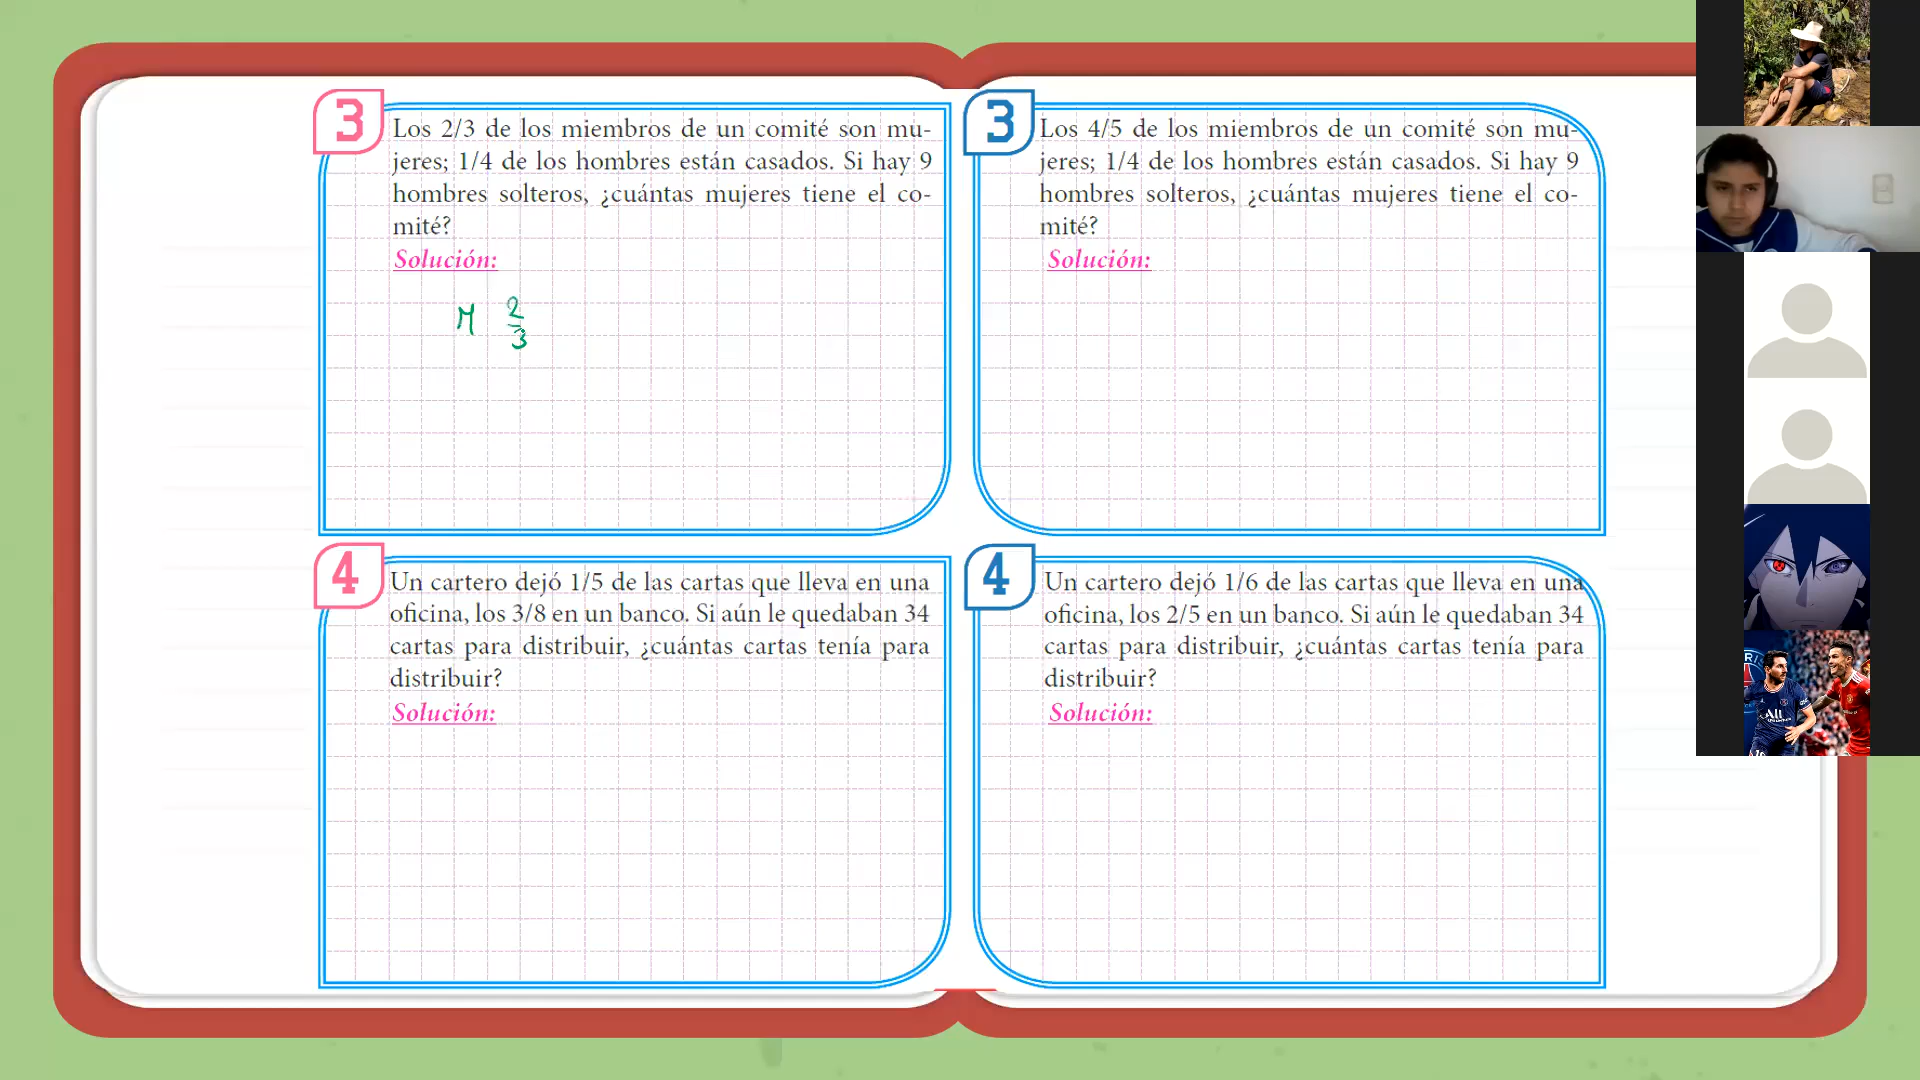 3
Los 2/3 de los miembros de un comité son mu-
jeres; 1/4 de los hombres están casados. Si hay 9
hombres solteros, ¿cuántas mujeres tiene el co-
mité?
Solución:
M 2/3
3
Los 4/5 de los miembros de un comité son mu-
jeres; 1/4 de los hombres están casados. Si hay 9
hombres solteros, ¿cuántas mujeres tiene el co-
mité?
Solución:
4
Un cartero dejó 1/5 de las cartas que lleva en una
oficina, los 3/8 en un banco. Si aún le quedaban 34
cartas para distribuir, ¿cuántas cartas tenía para
distribuir?
Solución:
4
Un cartero dejó 1/6 de las cartas que lleva en una
oficina, los 2/5 en un banco. Si aún le quedaban 34
cartas para distribuir, ¿cuántas cartas tenía para
distribuir?
Solución: